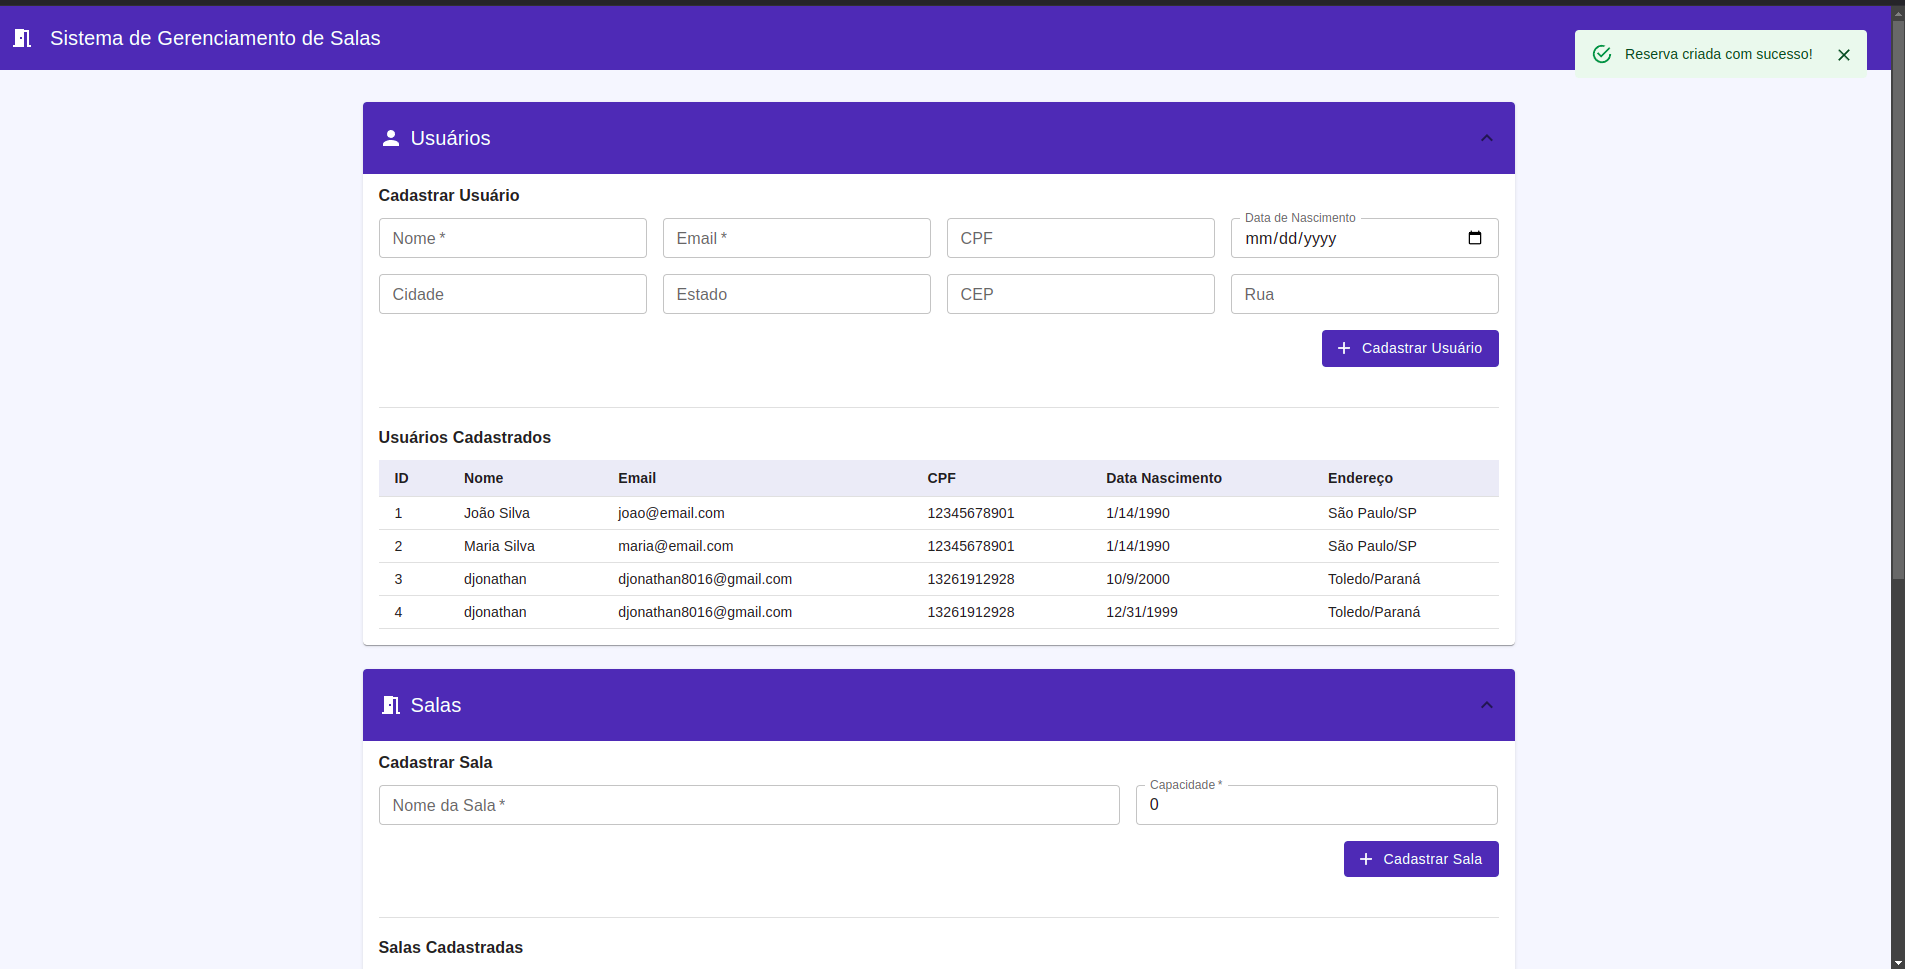 Sistema de Gerenciamento de Salas
Reserva criada com sucesso!
Usuários
Cadastrar Usuário
Nome *
Email *
CPF
Data de Nascimento
mm/dd/yyyy
Cidade
Estado
CEP
Rua
Cadastrar Usuário
Usuários Cadastrados
ID Nome Email CPF Data Nascimento Endereço
1 João Silva joao@email.com 12345678901 1/14/1990 São Paulo/SP
2 Maria Silva maria@email.com 12345678901 1/14/1990 São Paulo/SP
3 djonathan djonathan8016@gmail.com 13261912928 10/9/2000 Toledo/Paraná
4 djonathan djonathan8016@gmail.com 13261912928 12/31/1999 Toledo/Paraná
Salas
Cadastrar Sala
Nome da Sala *
Capacidade *
0
Cadastrar Sala
Salas Cadastradas